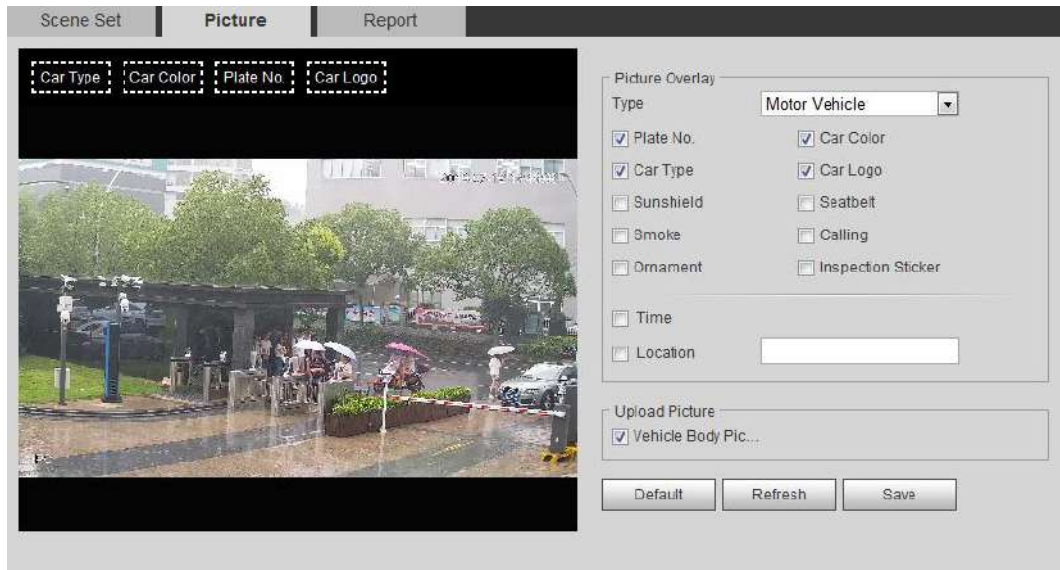 Scene Set
Picture
Report
Car Type
Car Color
Plate No.
Car Logo
Picture Overlay
Type
Motor Vehicle
Plate No.
Car Color
Car Type
Car Logo
Sunshield
Seatbelt
Smoke
Calling
Ornament
Inspection Sticker
Time
Location
Upload Picture
Vehicle Body Pic...
Default
Refresh
Save